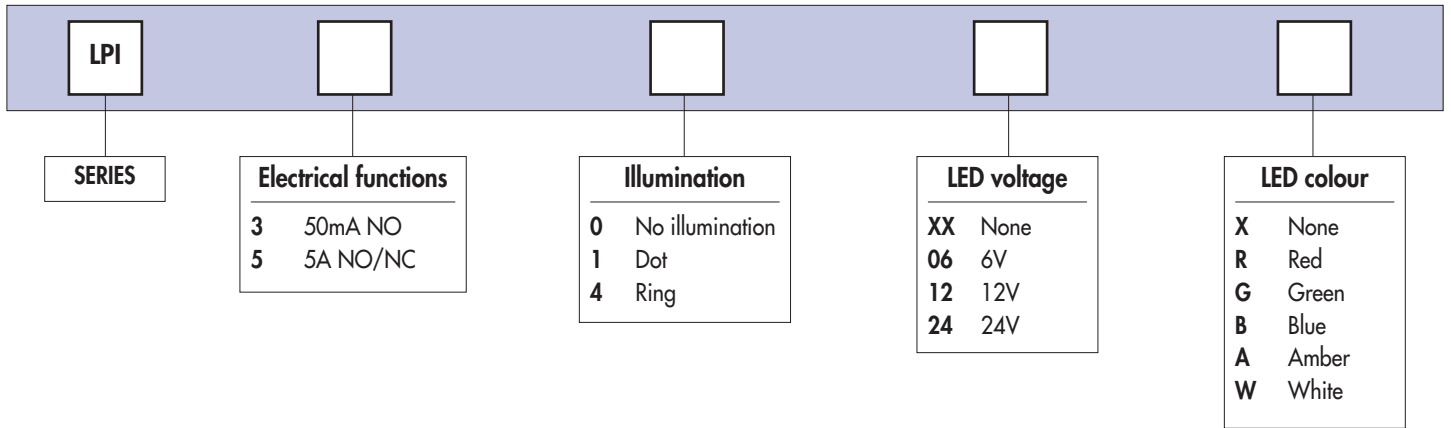 LPI
SERIES
Electrical functions
3 50mA NO
5 5A NO/NC
Illumination
0 No illumination
1 Dot
4 Ring
LED voltage
XX None
06 6V
12 12V
24 24V
LED colour
X None
R Red
G Green
B Blue
A Amber
W White